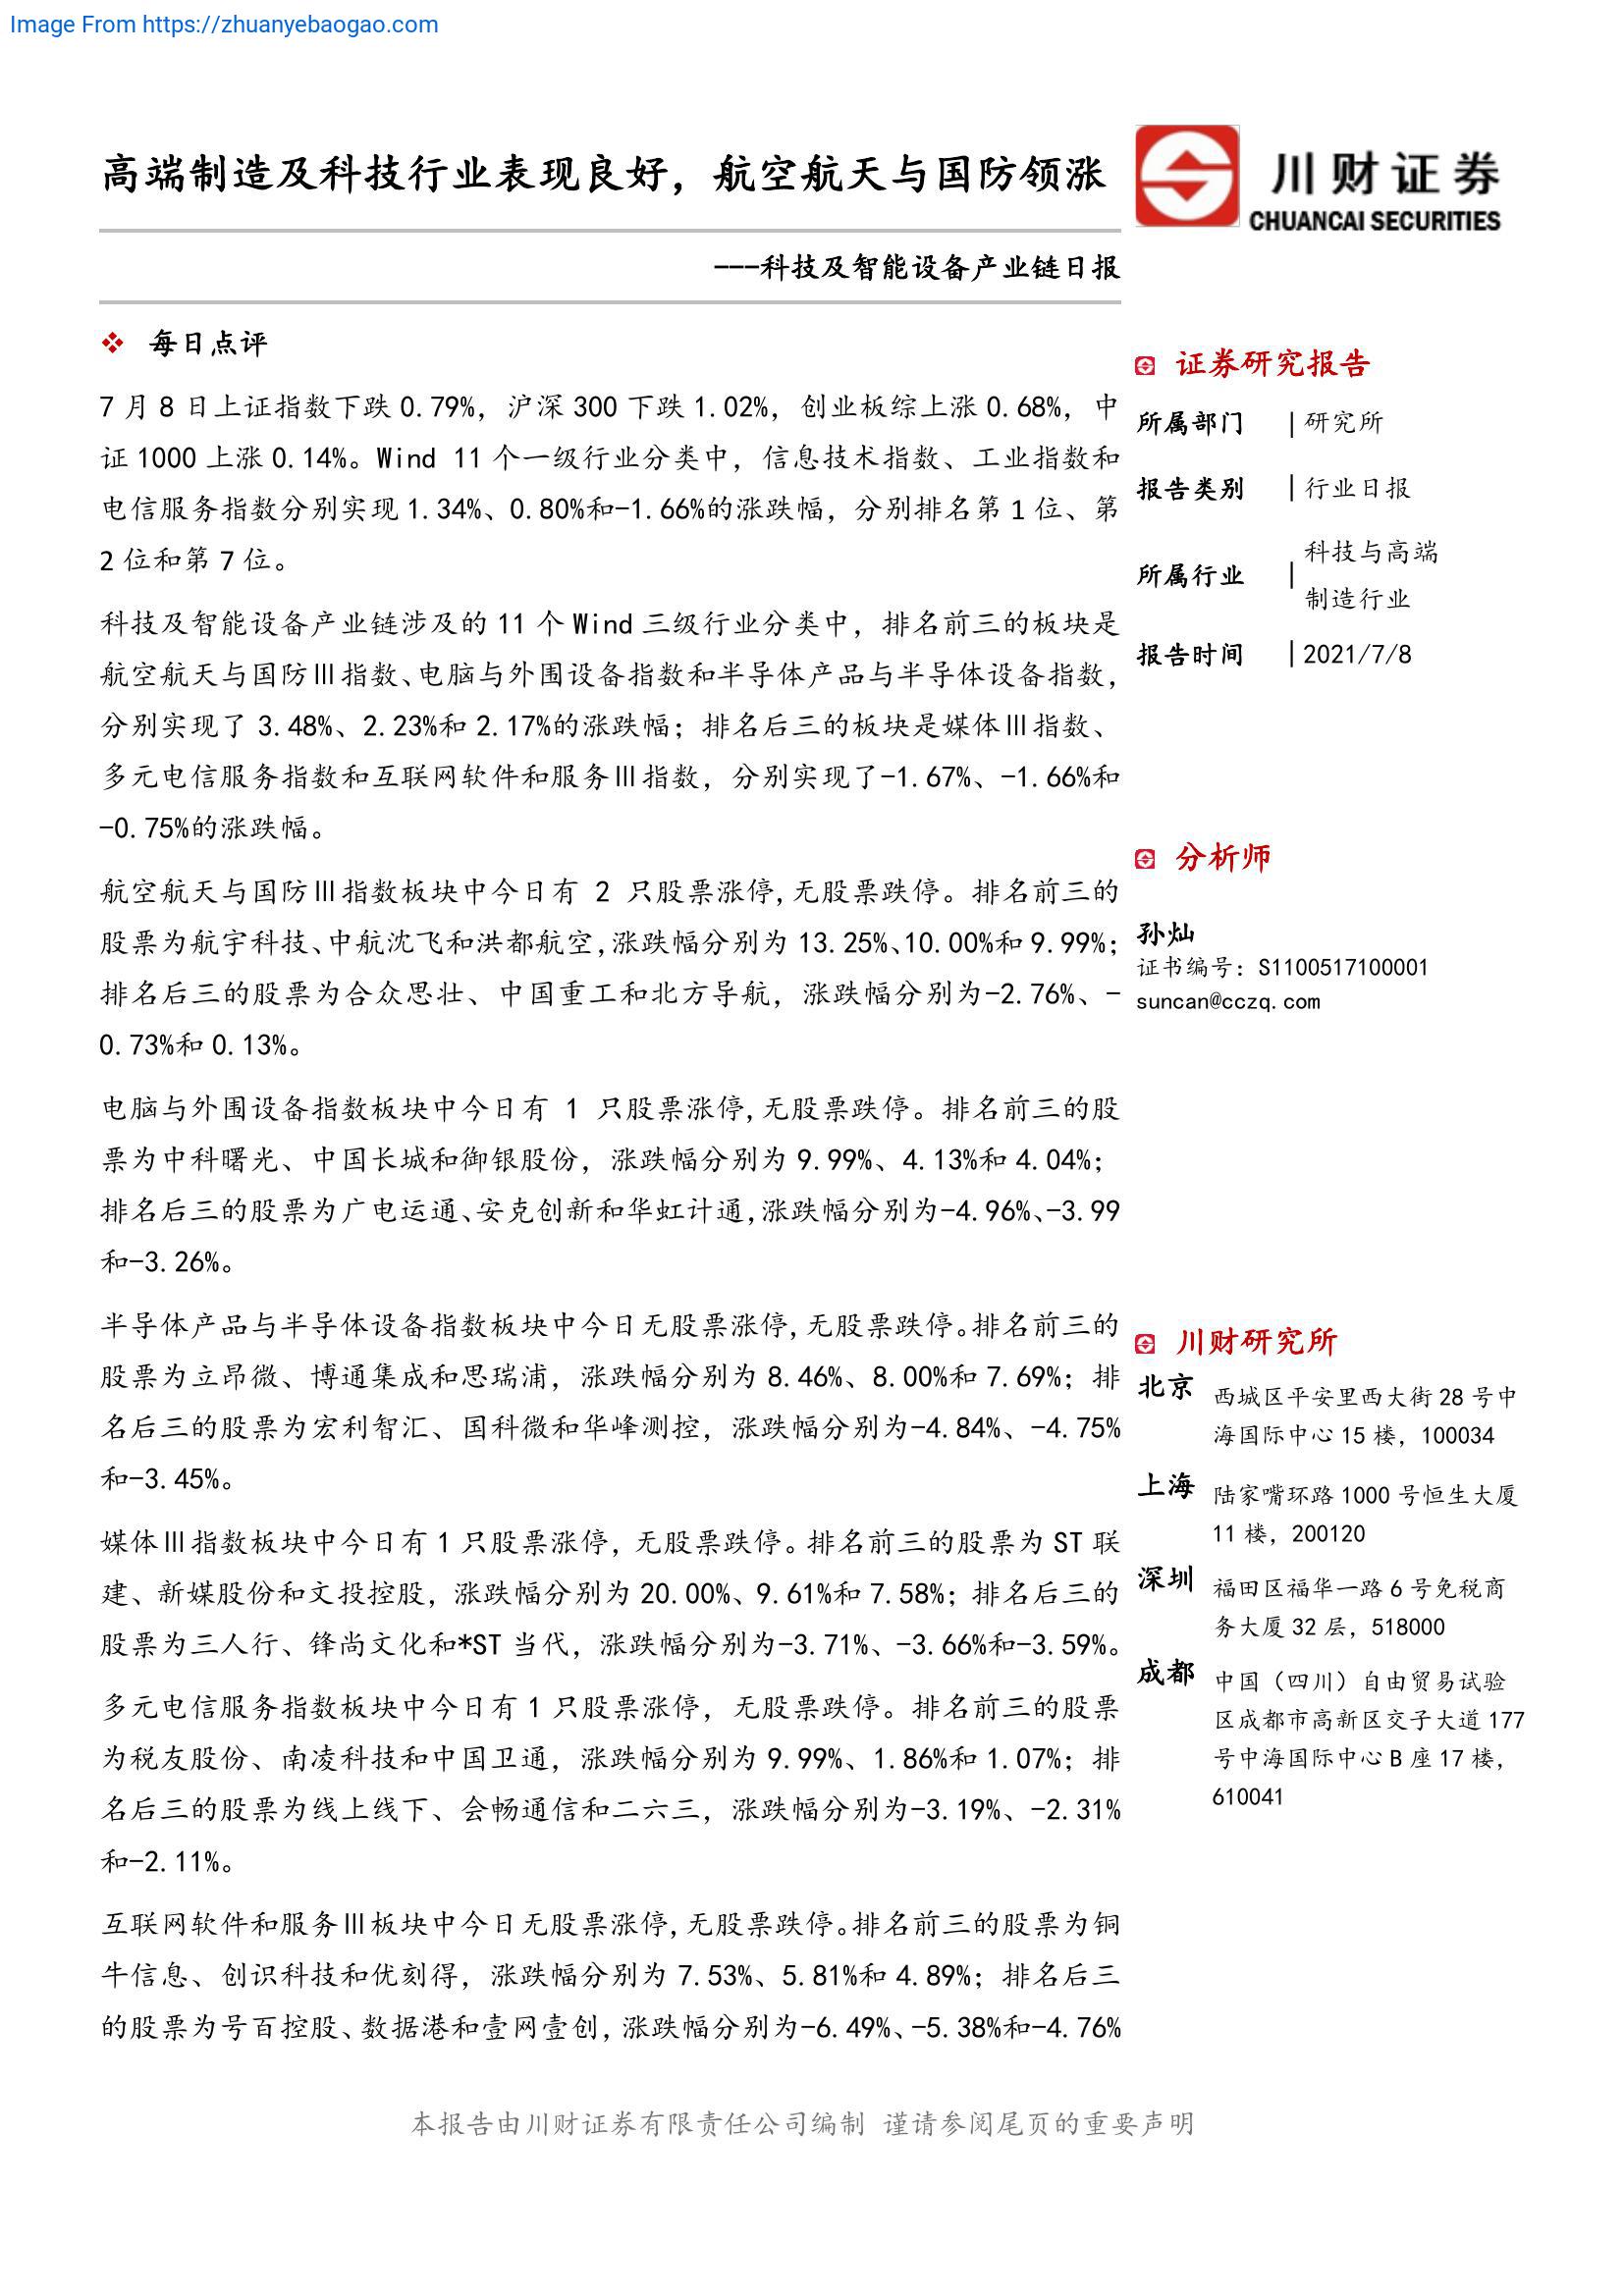 Image From https://zhuanyebaogao.com
高端制造及科技行业表现良好，航空航天与国防领涨
川财证券
CHUANCAI SECURITIES
---科技及智能设备产业链日报
每日点评
7 月 8 日上证指数下跌 0.79%，沪深 300 下跌 1.02%，创业板综上涨 0.68%，中
证 1000 上涨 0.14%。Wind 11 个一级行业分类中，信息技术指数、工业指数和
电信服务指数分别实现 1.34%、0.80%和-1.66%的涨跌幅，分别排名第 1 位、第
2 位和第 7 位。
科技及智能设备产业链涉及的 11 个 Wind 三级行业分类中，排名前三的板块是
航空航天与国防Ⅲ指数、电脑与外围设备指数和半导体产品与半导体设备指数，
分别实现了 3.48%、2.23%和 2.17%的涨跌幅；排名后三的板块是媒体Ⅲ指数、
多元电信服务指数和互联网软件和服务Ⅲ指数，分别实现了-1.67%、-1.66%和
-0.75%的涨跌幅。
航空航天与国防Ⅲ指数板块中今日有 2 只股票涨停,无股票跌停。排名前三的
股票为航宇科技、中航沈飞和洪都航空,涨跌幅分别为 13.25%、10.00%和 9.99%；
排名后三的股票为合众思壮、中国重工和北方导航，涨跌幅分别为-2.76%、-
0.73%和 0.13%。
电脑与外围设备指数板块中今日有 1 只股票涨停,无股票跌停。排名前三的股
票为中科曙光、中国长城和御银股份，涨跌幅分别为 9.99%、4.13%和 4.04%；
排名后三的股票为广电运通、安克创新和华虹计通,涨跌幅分别为-4.96%、-3.99
和-3.26%。
半导体产品与半导体设备指数板块中今日无股票涨停,无股票跌停。排名前三的
股票为立昂微、博通集成和思瑞浦，涨跌幅分别为 8.46%、8.00%和 7.69%；排
名后三的股票为宏利智汇、国科微和华峰测控，涨跌幅分别为-4.84%、-4.75%
和-3.45%。
媒体Ⅲ指数板块中今日有 1 只股票涨停，无股票跌停。排名前三的股票为 ST 联
建、新媒股份和文投控股，涨跌幅分别为 20.00%、9.61%和 7.58%；排名后三的
股票为三人行、锋尚文化和*ST 当代，涨跌幅分别为-3.71%、-3.66%和-3.59%。
多元电信服务指数板块中今日有 1 只股票涨停，无股票跌停。排名前三的股票
为税友股份、南凌科技和中国卫通，涨跌幅分别为 9.99%、1.86%和 1.07%；排
名后三的股票为线上线下、会畅通信和二六三，涨跌幅分别为-3.19%、-2.31%
和-2.11%。
互联网软件和服务Ⅲ板块中今日无股票涨停,无股票跌停。排名前三的股票为铜
牛信息、创识科技和优刻得，涨跌幅分别为 7.53%、5.81%和 4.89%；排名后三
的股票为号百控股、数据港和壹网壹创,涨跌幅分别为-6.49%、-5.38%和-4.76%
证券研究报告
所属部门 | 研究所
报告类别 | 行业日报
所属行业 | 科技与高端
制造行业
报告时间 | 2021/7/8
分析师
孙灿
证书编号：S1100517100001
suncan@cczq.com
川财研究所
北京 西城区平安里西大街 28 号中
海国际中心 15 楼，100034
上海 陆家嘴环路 1000 号恒生大厦
11 楼，200120
深圳 福田区福华一路 6 号免税商
务大厦 32 层，518000
成都 中国（四川）自由贸易试验
区成都市高新区交子大道 177
号中海国际中心 B 座 17 楼，
610041
本报告由川财证券有限责任公司编制 谨请参阅尾页的重要声明